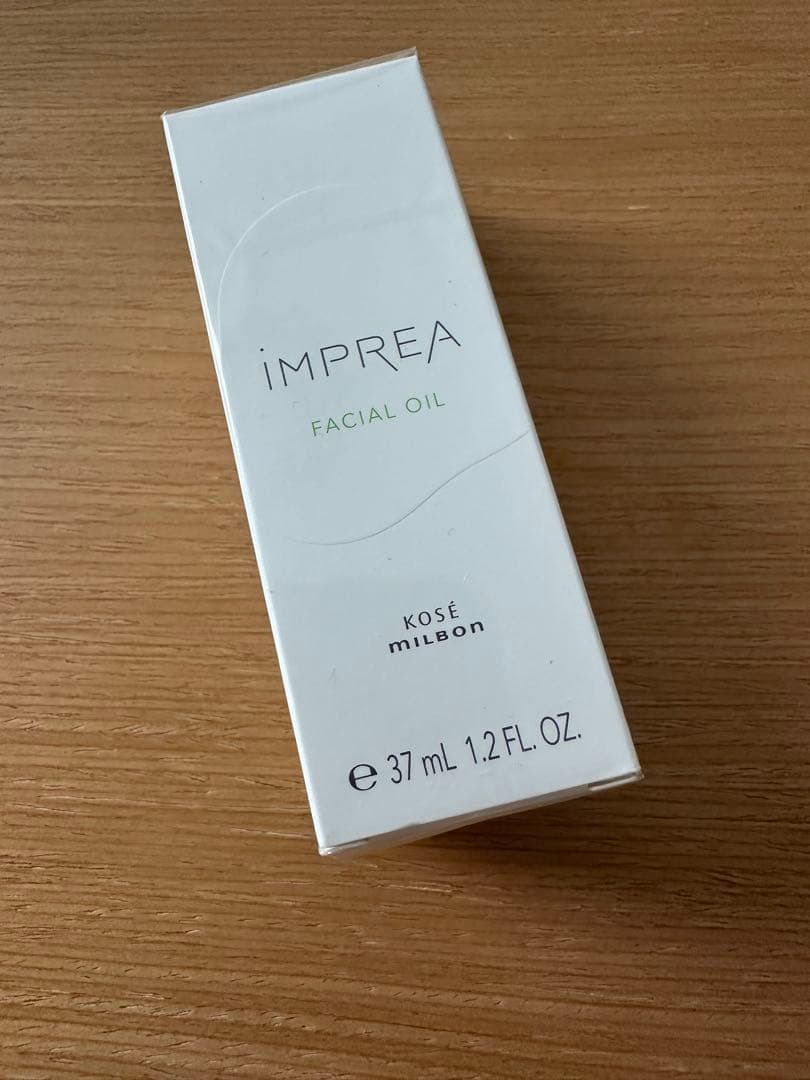 iMPREA
FACIAL OIL
KOSÉ
MILBON
℮ 37 mL 1.2 FL. OZ.